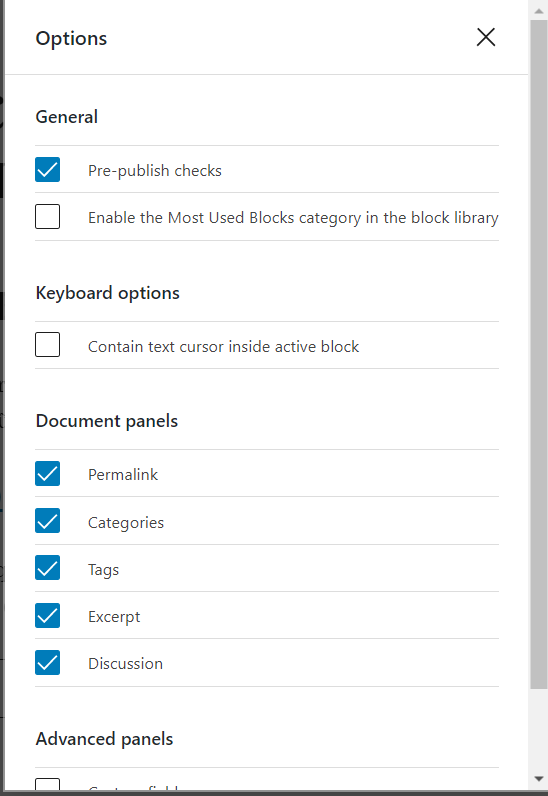 Options
General
Pre-publish checks
Enable the Most Used Blocks category in the block library
Keyboard options
Contain text cursor inside active block
Document panels
Permalink
Categories
Tags
Excerpt
Discussion
Advanced panels